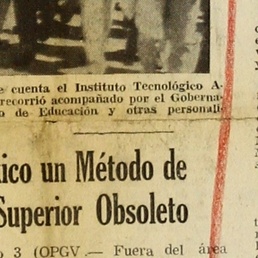 e cuenta el Instituto Tecnológico A-
recorrió acompañado por el Goberna-
o de Educación y otras personali-
ico un Método de
Superior Obsoleto
o 3 (OPGV.— Fuera del área